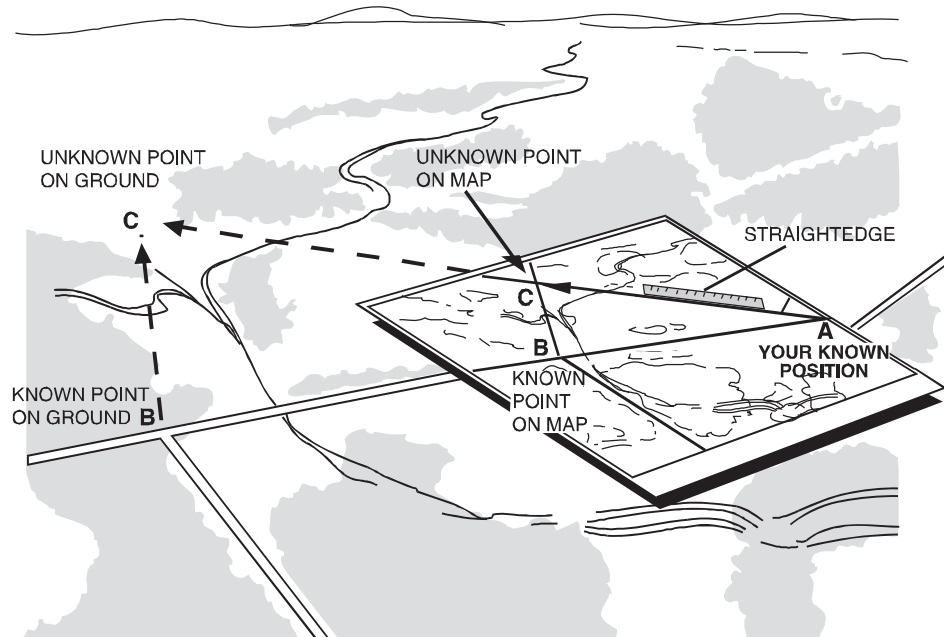 UNKNOWN POINT
ON GROUND
C
UNKNOWN POINT
ON MAP
STRAIGHTEDGE
C
A
YOUR KNOWN
POSITION
B
KNOWN
POINT
ON MAP
KNOWN POINT
ON GROUND B